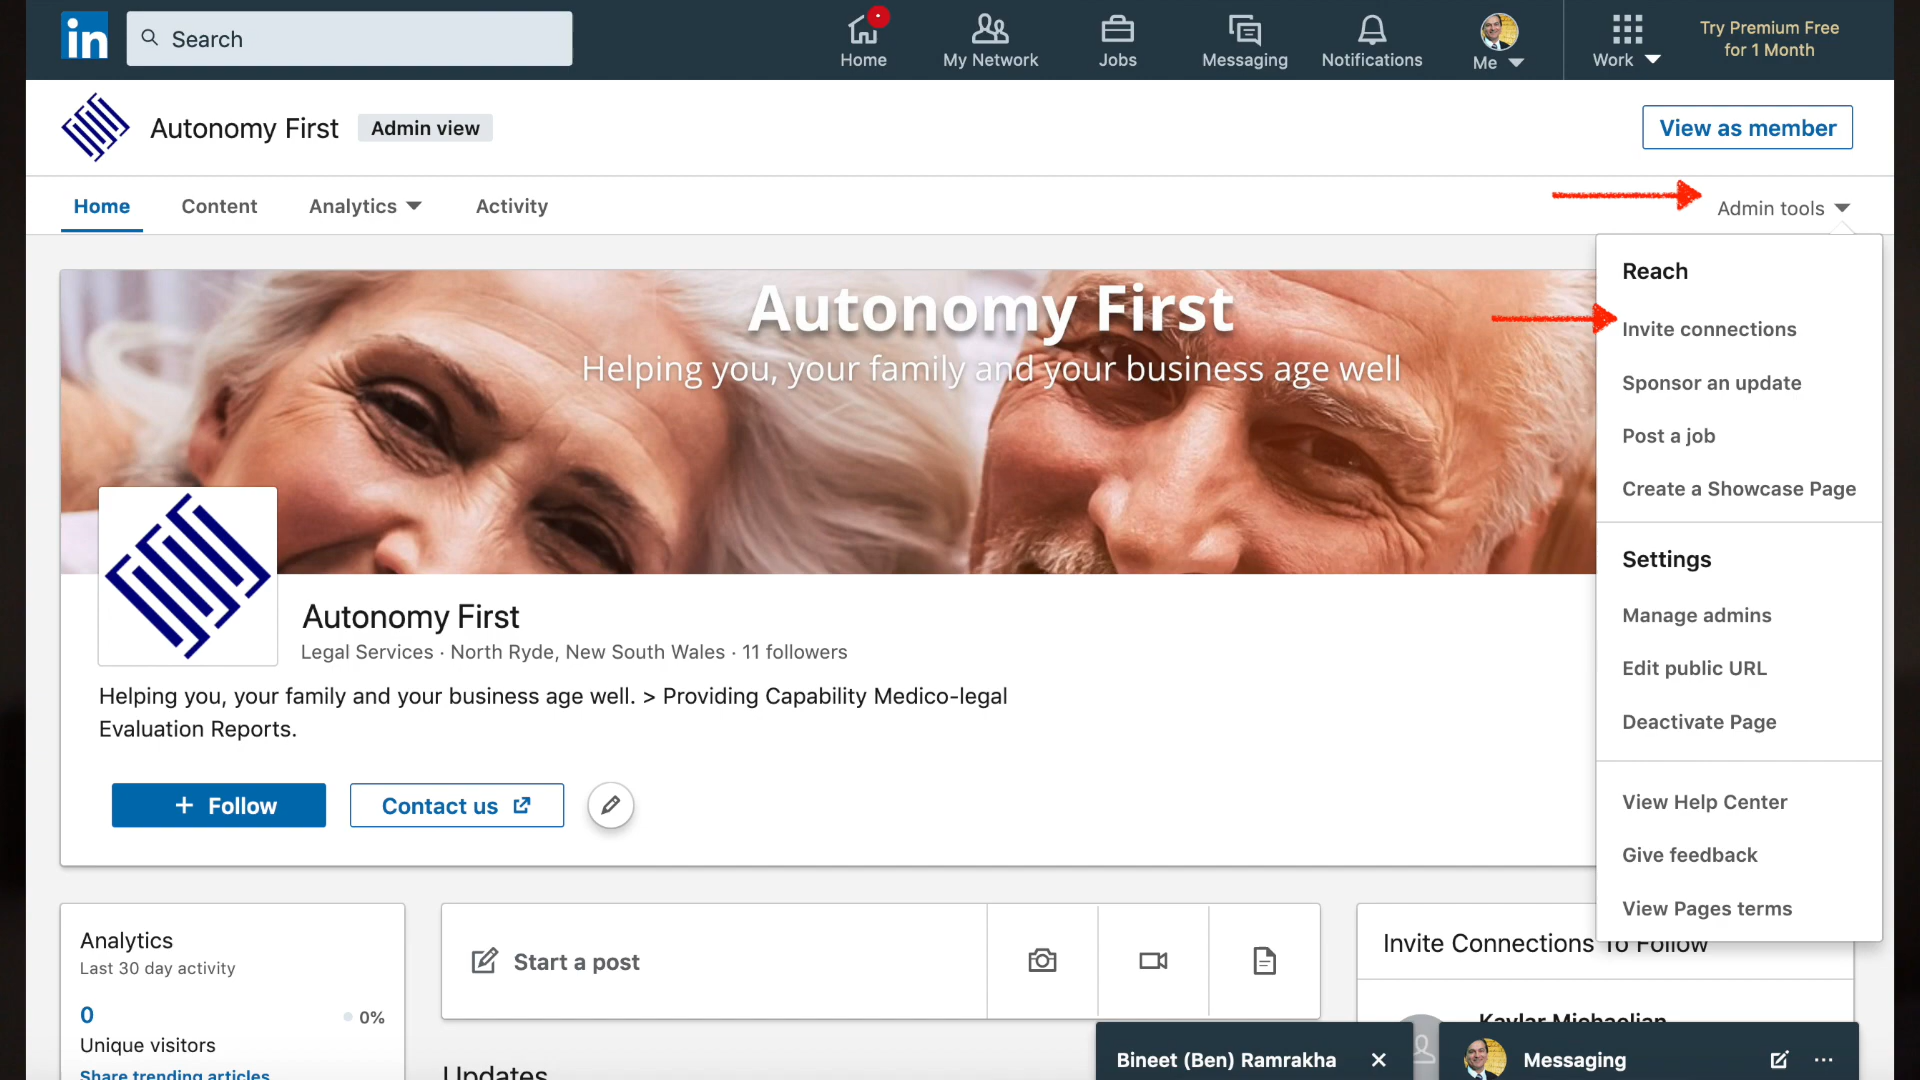 in
Search
Home
My Network
Jobs
Messaging
Notifications
Me
Work
Try Premium Free
for 1 Month
Autonomy First
Admin view
View as member
Home
Content
Analytics
Activity
Admin tools
Autonomy First
Helping you, your family and your business age well
Reach
Invite connections
Sponsor an update
Post a job
Create a Showcase Page
Settings
Manage admins
Edit public URL
Deactivate Page
View Help Center
Give feedback
View Pages terms
Autonomy First
Legal Services · North Ryde, New South Wales · 11 followers
Helping you, your family and your business age well. > Providing Capability Medico-legal
Evaluation Reports.
+ Follow
Contact us
Analytics
Last 30 day activity
0
0%
Unique visitors
Share trending articles
Start a post
Updates
Invite Connections To Follow
Kaylar Michaelian
Bineet (Ben) Ramrakha
Messaging